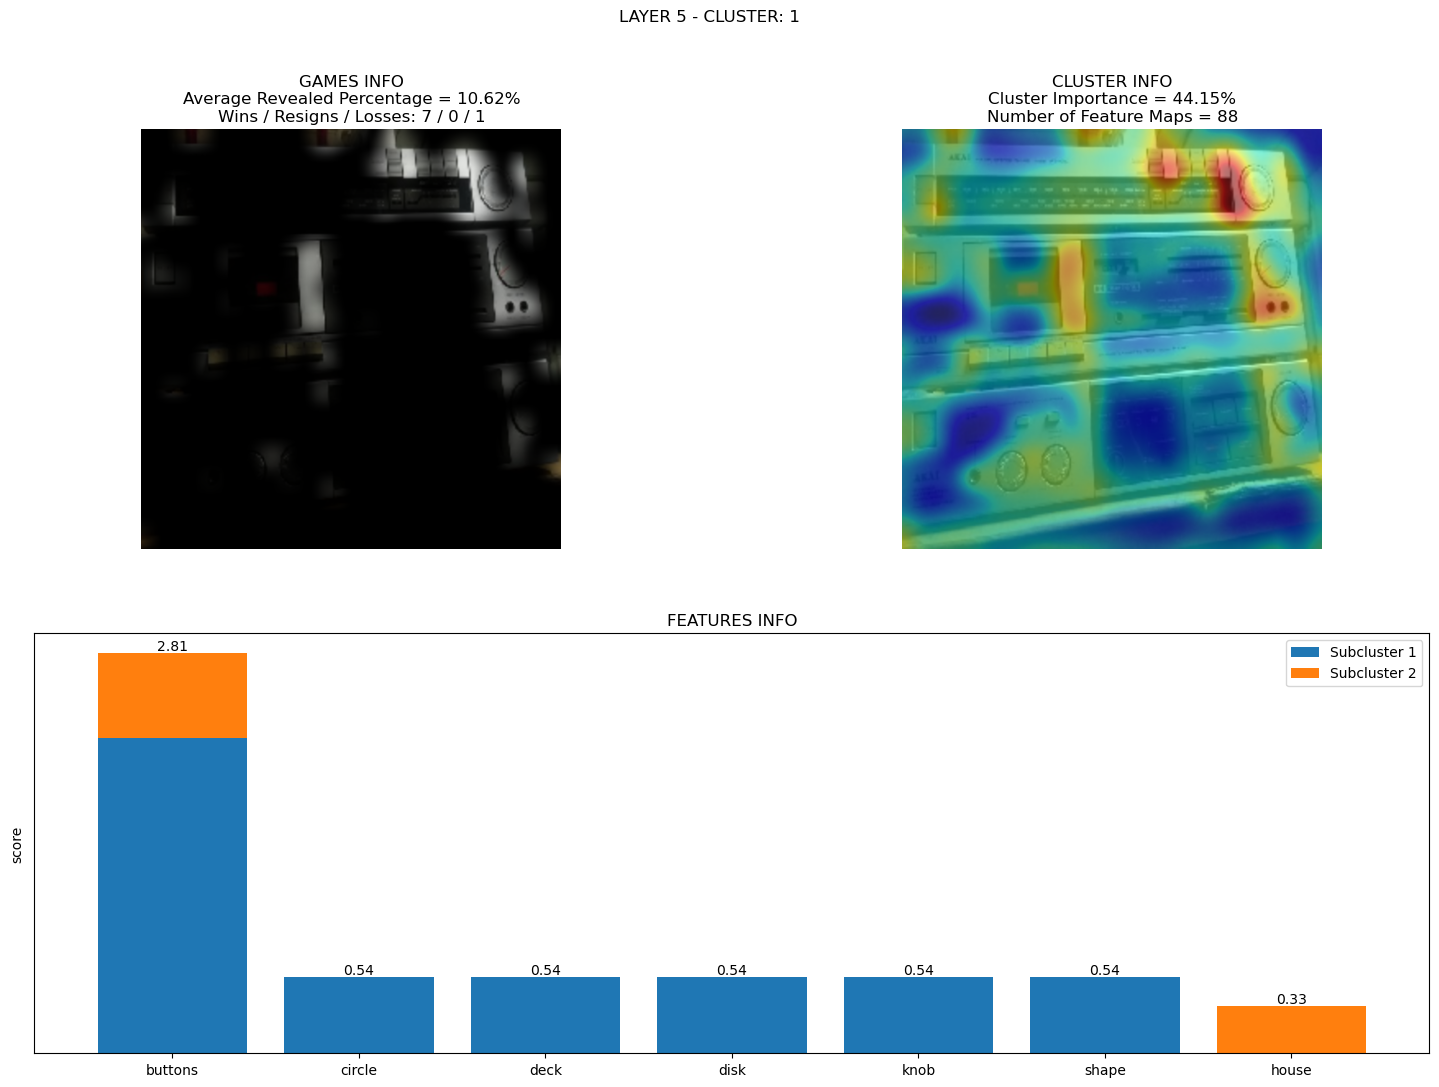 LAYER 5 - CLUSTER: 1
GAMES INFO
Average Revealed Percentage = 10.62%
Wins / Resigns / Losses: 7 / 0 / 1
CLUSTER INFO
Cluster Importance = 44.15%
Number of Feature Maps = 88
AKAI
FEATURES INFO
score
2.81
0.54
0.54
0.54
0.54
0.54
0.33
Subcluster 1
Subcluster 2
buttons
circle
deck
disk
knob
shape
house